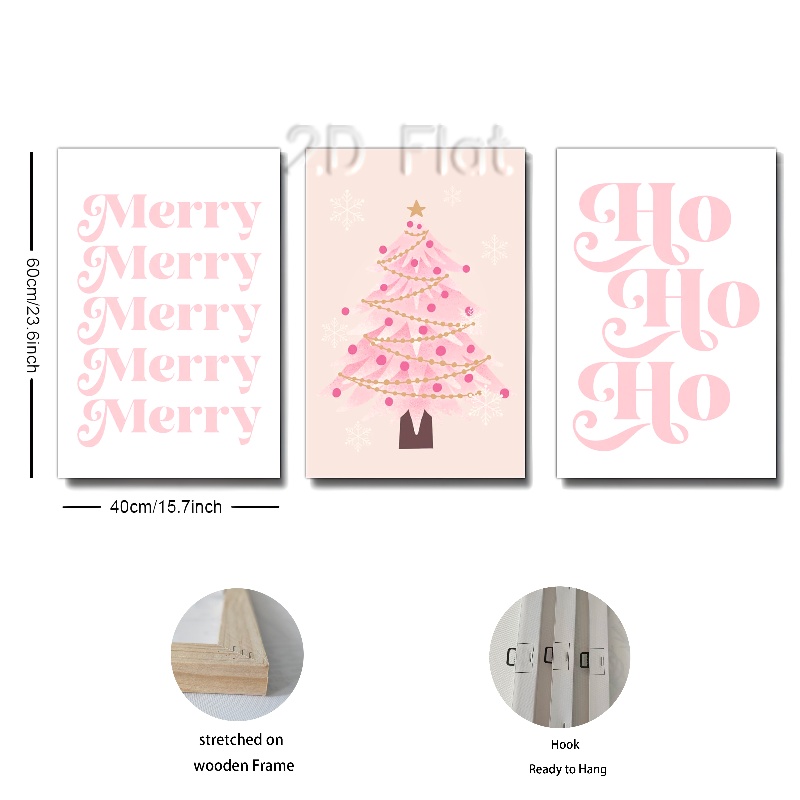 2D Flat
Merry
Merry
Merry
Merry
Merry
Ho
Ho
Ho
60cm/23.6inch
40cm/15.7inch
stretched on
wooden Frame
Hook
Ready to Hang